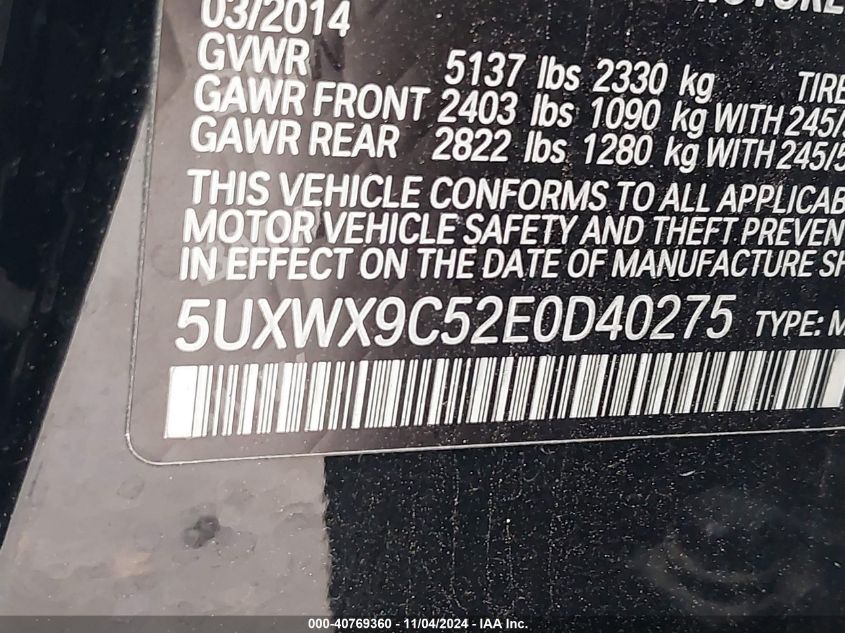 03/2014
GVWR 5137 lbs 2330 kg TIRE
GAWR FRONT 2403 lbs 1090 kg WITH 245/
GAWR REAR 2822 lbs 1280 kg WITH 245/5
THIS VEHICLE CONFORMS TO ALL APPLICAB
MOTOR VEHICLE SAFETY AND THEFT PREVEN
IN EFFECT ON THE DATE OF MANUFACTURE SH
5UXWX9C52E0D40275 TYPE: M
000-40769360 - 11/04/2024 - IAA Inc.